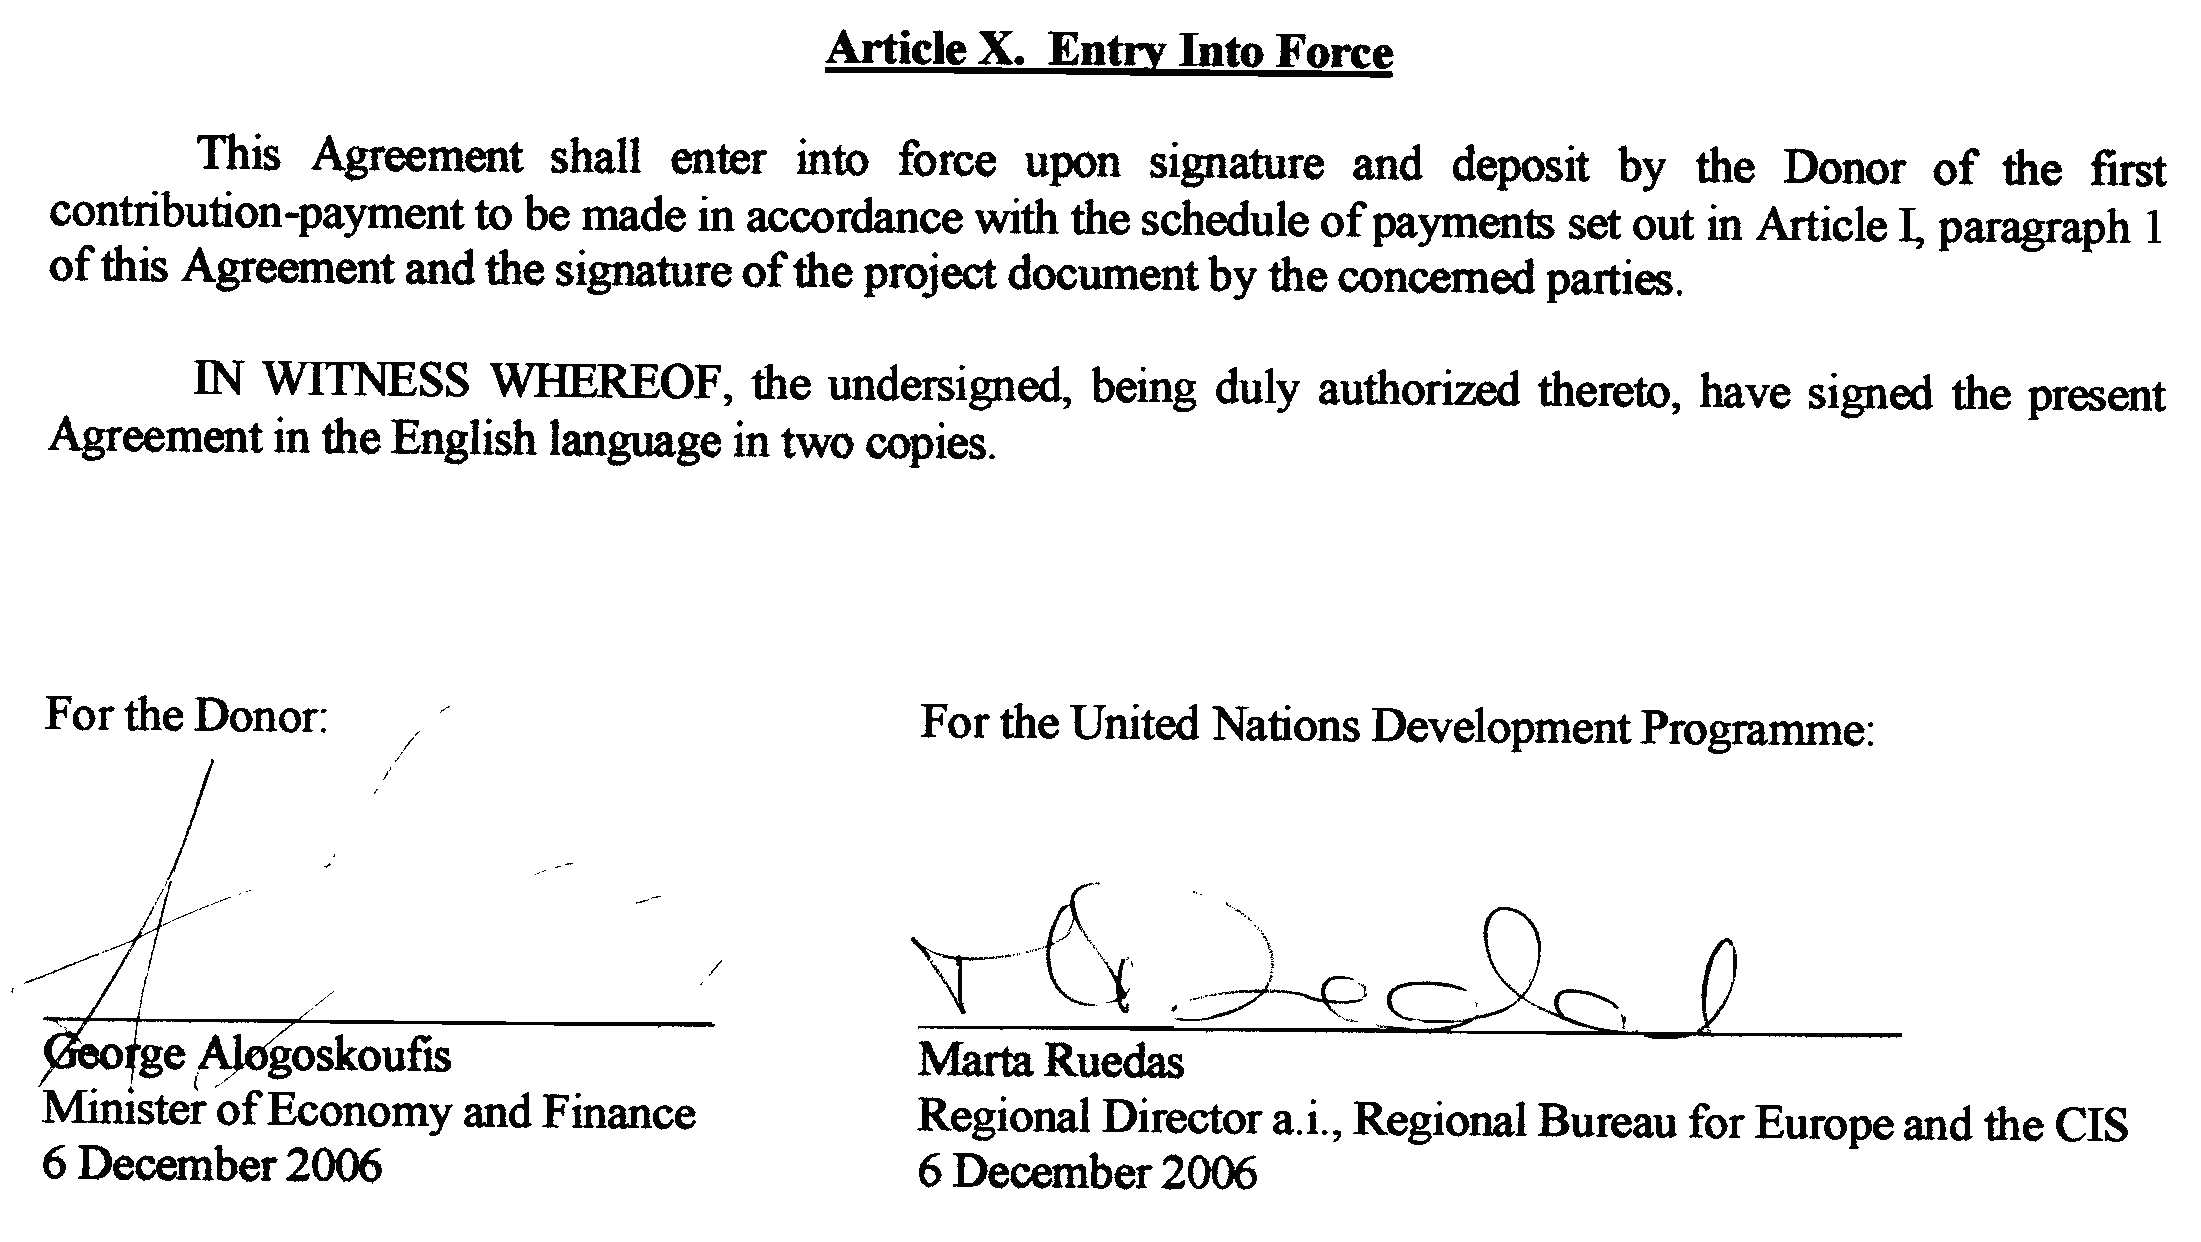 Article X. Entry Into Force
This Agreement shall enter into force upon signature and deposit by the Donor of the first
contribution-payment to be made in accordance with the schedule of payments set out in Article I, paragraph 1
of this Agreement and the signature of the project document by the concerned parties.
IN WITNESS WHEREOF, the undersigned, being duly authorized thereto, have signed the present
Agreement in the English language in two copies.
For the Donor:
For the United Nations Development Programme:
George Alogoskoufis
Minister of Economy and Finance
6 December 2006
Marta Ruedas
Regional Director a.i., Regional Bureau for Europe and the CIS
6 December 2006